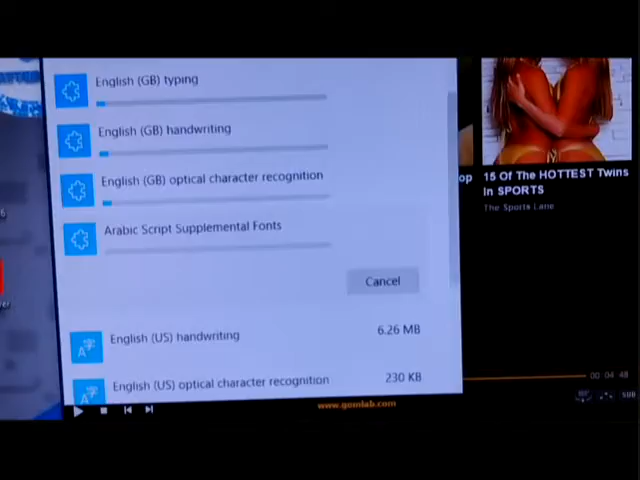 English (GB) typing
English (GB) handwriting
English (GB) optical character recognition
Arabic Script Supplemental Fonts
Cancel
English (US) handwriting 6.26 MB
English (US) optical character recognition 230 KB
op
15 Of The HOTTEST Twins
In SPORTS
The Sports Lane
00 04 48
SUB
www.gomlab.com